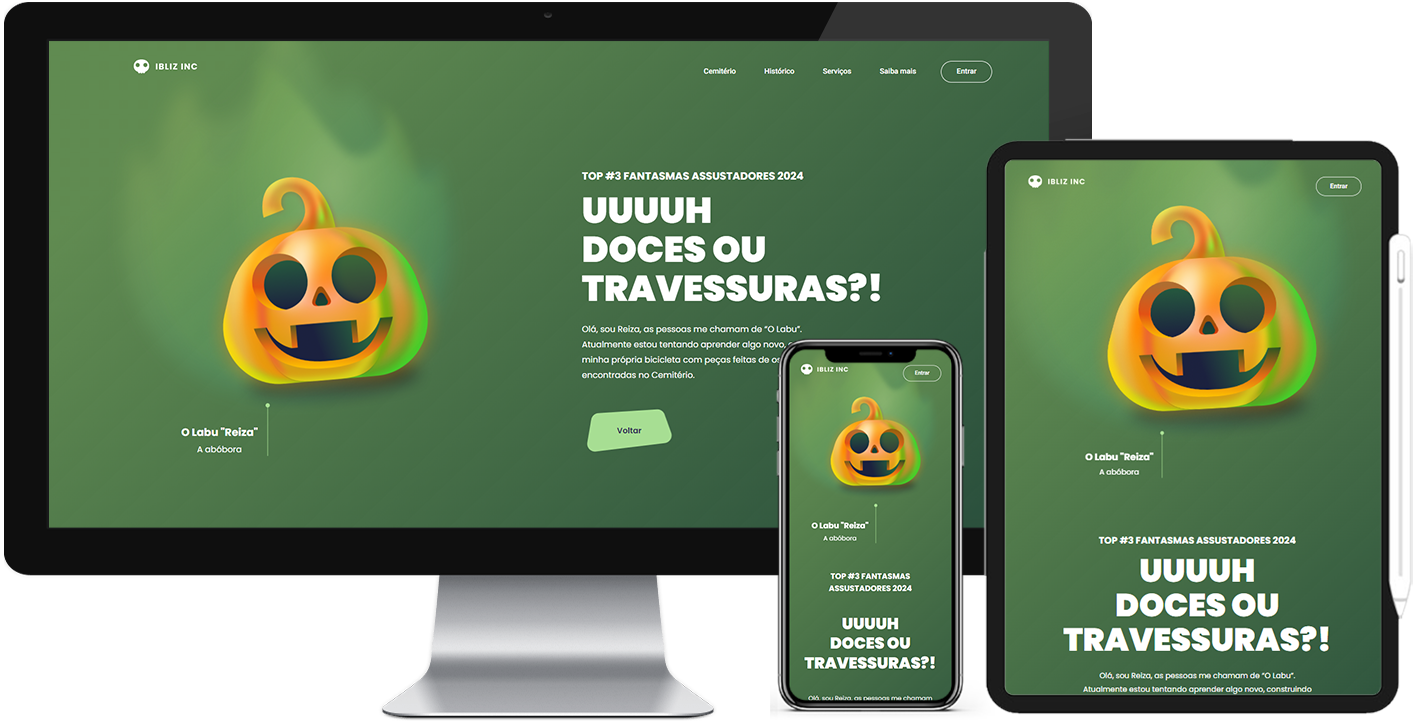 IBLIZ INC
Cemitério Histórico Serviços Saiba mais Entrar
TOP #3 FANTASMAS ASSUSTADORES 2024
UUUUH
DOCES OU
TRAVESSURAS?!
Olá, sou Reiza, as pessoas me chamam de “O Labu”.
Atualmente estou tentando aprender algo novo,
minha própria bicicleta com peças feitas de
encontradas no Cemitério.
Voltar
O Labu "Reiza"
A abóbora
IBLIZ INC
Entrar
O Labu "Reiza"
A abóbora
TOP #3 FANTASMAS
ASSUSTADORES 2024
UUUUH
DOCES OU
TRAVESSURAS?!
Olá, sou Reiza, as pessoas me chamam
IBLIZ INC
Entrar
O Labu "Reiza"
A abóbora
TOP #3 FANTASMAS ASSUSTADORES 2024
UUUUH
DOCES OU
TRAVESSURAS?!
Olá, sou Reiza, as pessoas me chamam de “O Labu”.
Atualmente estou tentando aprender algo novo, construindo